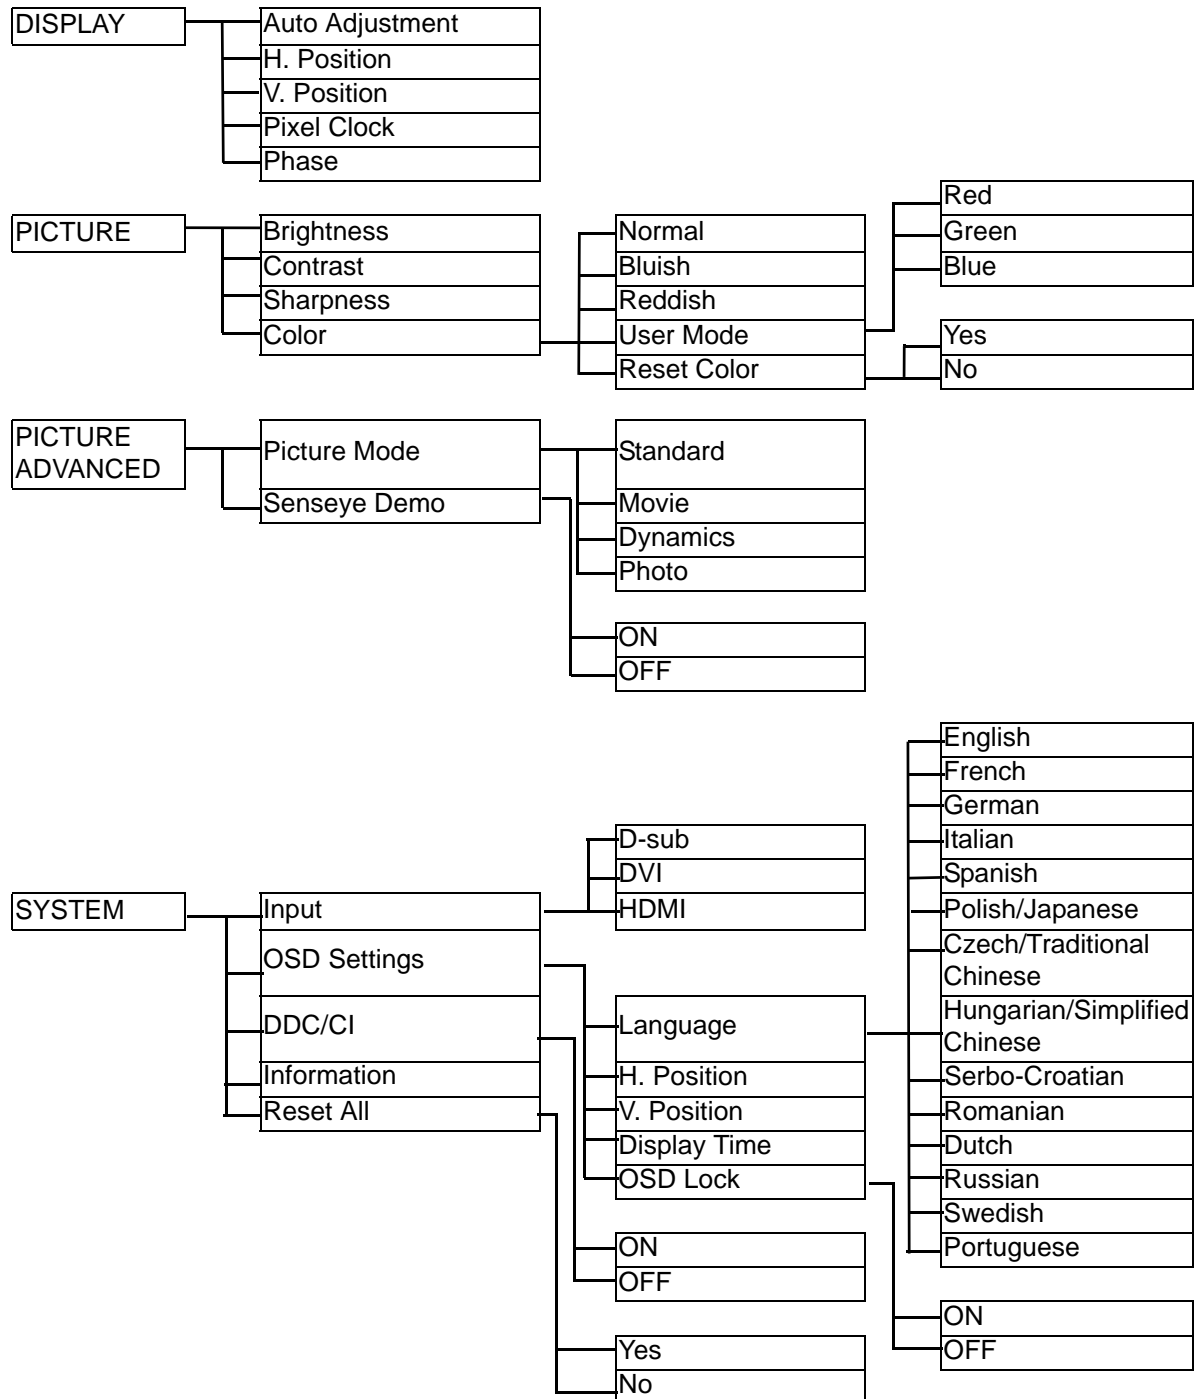 DISPLAY
Auto Adjustment
H. Position
V. Position
Pixel Clock
Phase
PICTURE
Brightness
Contrast
Sharpness
Color
Normal
Bluish
Reddish
User Mode
Reset Color
Red
Green
Blue
Yes
No
PICTURE
ADVANCED
Picture Mode
Senseye Demo
Standard
Movie
Dynamics
Photo
ON
OFF
SYSTEM
Input
OSD Settings
DDC/CI
Information
Reset All
D-sub
DVI
HDMI
Language
H. Position
V. Position
Display Time
OSD Lock
ON
OFF
Yes
No
English
French
German
Italian
Spanish
Polish/Japanese
Czech/Traditional
Chinese
Hungarian/Simplified
Chinese
Serbo-Croatian
Romanian
Dutch
Russian
Swedish
Portuguese
ON
OFF